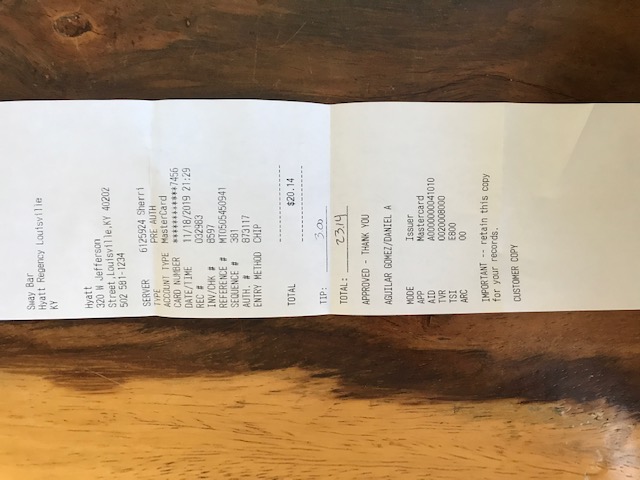 Sway Bar
Hyatt Regency Louisville
KY
Hyatt
320 W Jefferson
Street,Louisville,KY 40202
502 581-1234
SERVER 6125924 Sherri
TYPE PRE AUTH
ACCOUNT TYPE MasterCard
CARD NUMBER ************7456
DATE/TIME 11/18/2019 21:29
REC # 032983
INV/CHK # 8597
REFERENCE # MT0505450941
SEQUENCE # 381
AUTH. # 873117
ENTRY METHOD CHIP
TOTAL $20.14
TIP: 3.00
TOTAL: 23.14
APPROVED - THANK YOU
AGUILAR GOMEZ/DANIEL A
MODE Issuer
APP Mastercard
AID A0000000041010
TVR 0020008000
TSI E800
ARC 00
IMPORTANT -- retain this copy
for your records.
CUSTOMER COPY